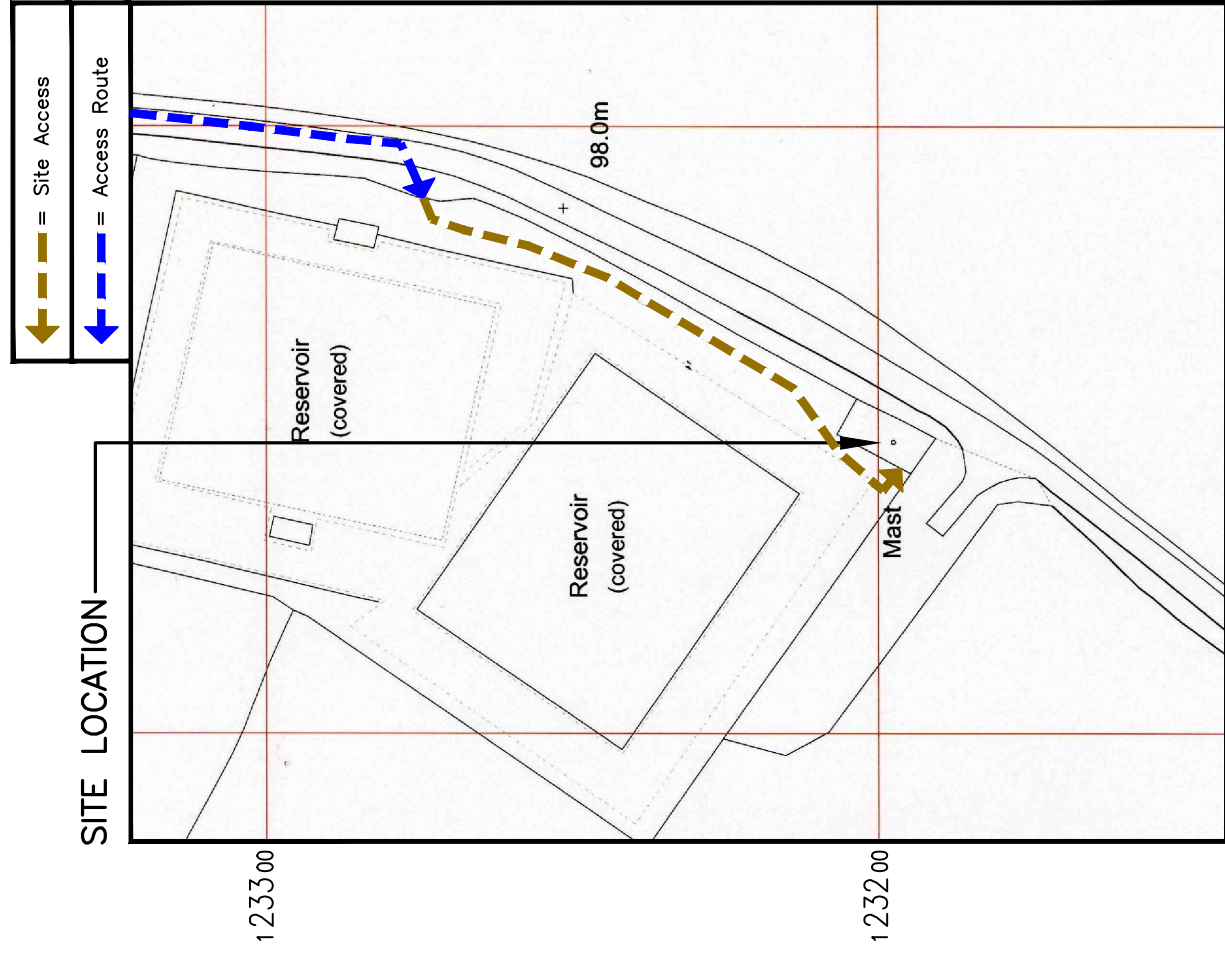 = Site Access
= Access Route
SITE LOCATION
98.0m
Reservoir
(covered)
Reservoir
(covered)
Mast
123300
123200